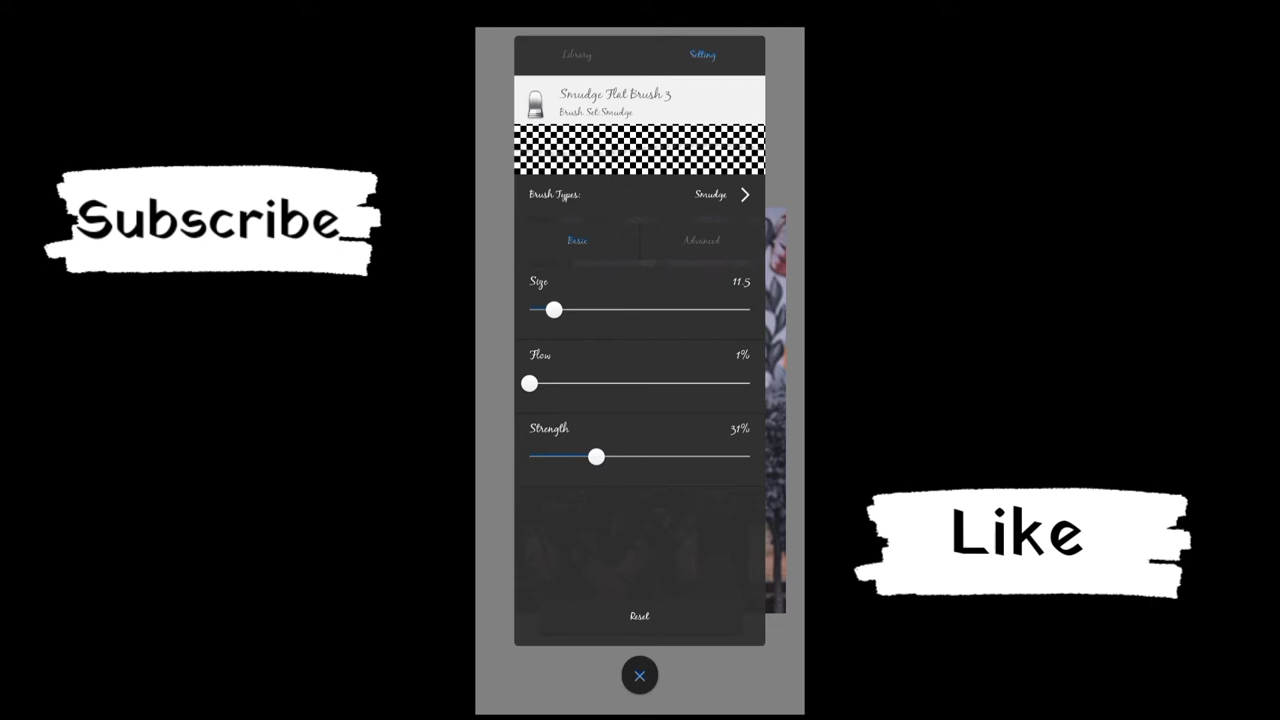 Library Setting
Smudge Flat Brush 3
Brush Set:Smudge
Brush Types: Smudge
Basic Advanced
Size 11.5
Flow 1%
Strength 31%
Reset
Subscribe
Like